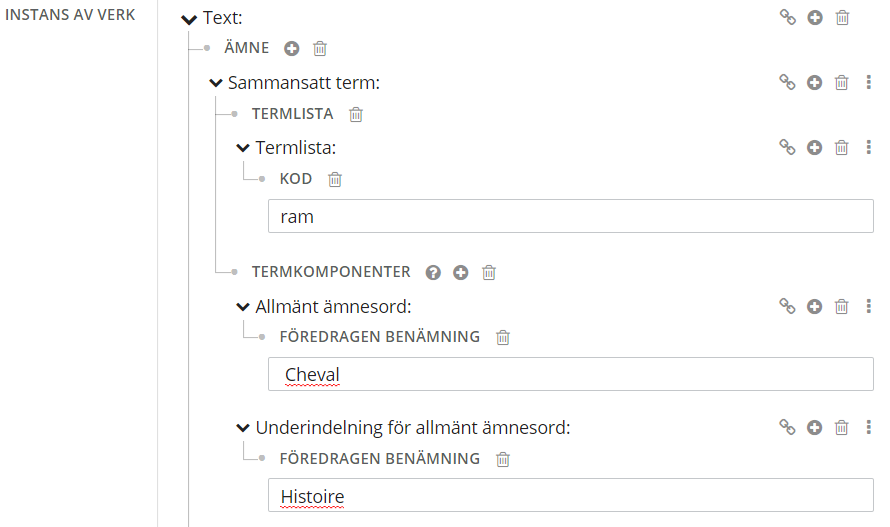 INSTANS AV VERK
Text:
ÄMNE
Sammansatt term:
TERMLISTA
Termlista:
KOD
ram
TERMKOMPONENTER
Allmänt ämnesord:
FÖREDRAGEN BENÄMNING
Cheval
Underindelning för allmänt ämnesord:
FÖREDRAGEN BENÄMNING
Histoire